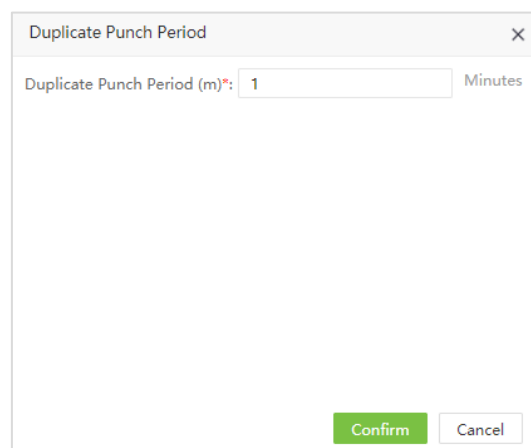 Duplicate Punch Period
Duplicate Punch Period (m)*: 1 Minutes
Confirm Cancel